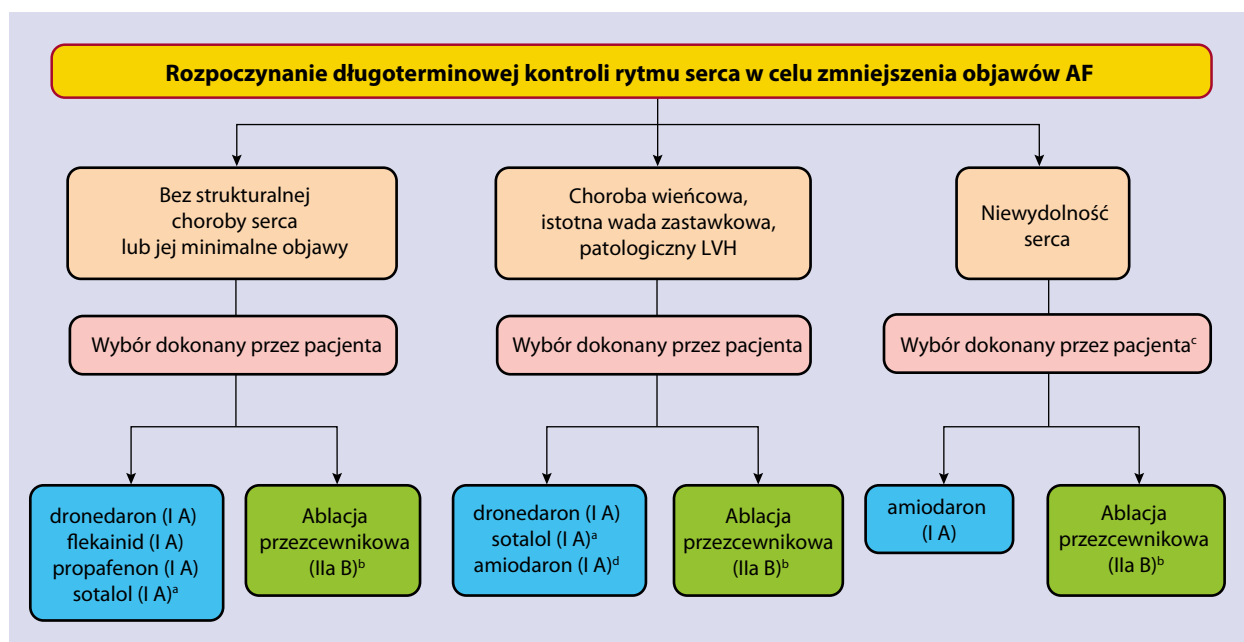 Rozpoczynanie długoterminowej kontroli rytmu serca w celu zmniejszenia objawów AF
Bez strukturalnej
choroby serca
lub jej minimalne objawy
Choroba wieńcowa,
istotna wada zastawkowa,
patologiczny LVH
Niewydolność
serca
Wybór dokonany przez pacjenta
Wybór dokonany przez pacjenta
Wybór dokonany przez pacjentaᶜ
dronedaron (I A)
flekainid (I A)
propafenon (I A)
sotalol (I A)ᵃ
Ablacja
przezcewnikowa
(IIa B)ᵇ
dronedaron (I A)
sotalol (I A)ᵃ
amiodaron (I A)ᵈ
Ablacja
przezcewnikowa
(IIa B)ᵇ
amiodaron
(I A)
Ablacja
przezcewnikowa
(IIa B)ᵇ